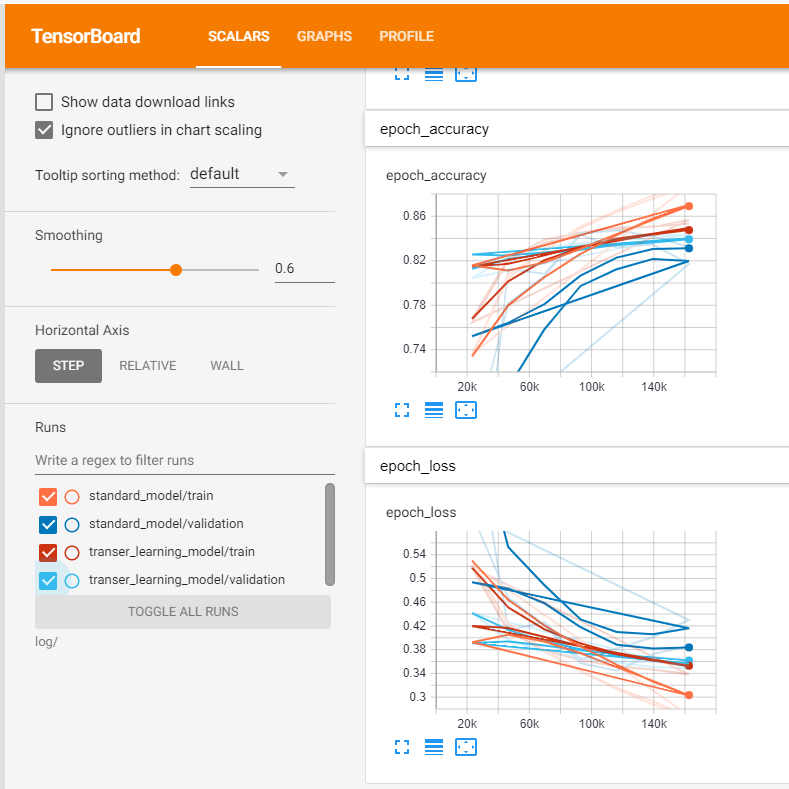 TensorBoard SCALARS GRAPHS PROFILE
Show data download links
Ignore outliers in chart scaling
Tooltip sorting method: default
Smoothing
0.6
Horizontal Axis
STEP RELATIVE WALL
Runs
Write a regex to filter runs
standard_model/train
standard_model/validation
transer_learning_model/train
transer_learning_model/validation
TOGGLE ALL RUNS
log/
epoch_accuracy
epoch_accuracy
0.86
0.82
0.78
0.74
20k 60k 100k 140k
epoch_loss
epoch_loss
0.54
0.5
0.46
0.42
0.38
0.34
0.3
20k 60k 100k 140k